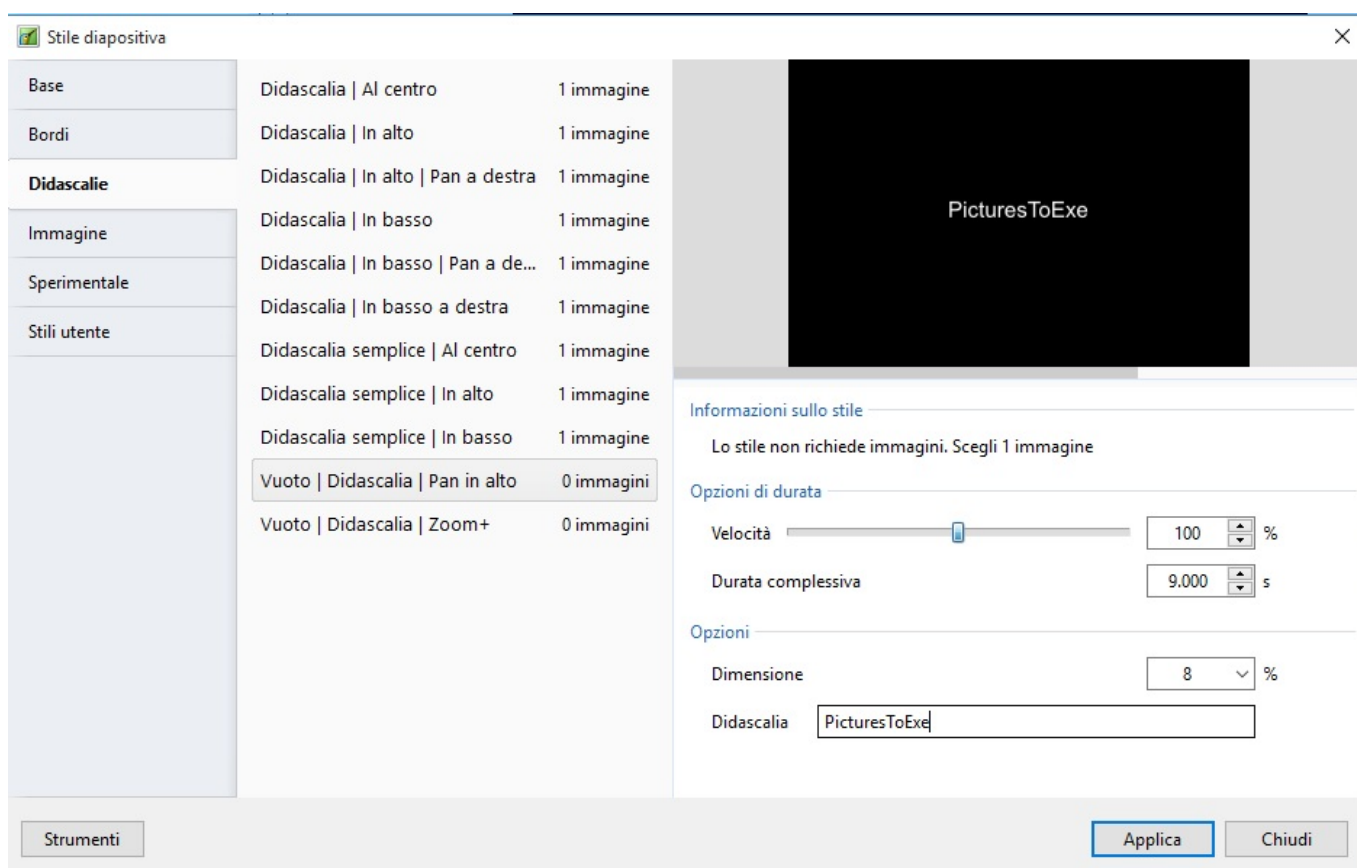 Stile diapositiva
Base
Bordi
Didascalie
Immagine
Sperimentale
Stili utente
Didascalia | Al centro 1 immagine
Didascalia | In alto 1 immagine
Didascalia | In alto | Pan a destra 1 immagine
Didascalia | In basso 1 immagine
Didascalia | In basso | Pan a de... 1 immagine
Didascalia | In basso a destra 1 immagine
Didascalia semplice | Al centro 1 immagine
Didascalia semplice | In alto 1 immagine
Didascalia semplice | In basso 1 immagine
Vuoto | Didascalia | Pan in alto 0 immagini
Vuoto | Didascalia | Zoom+ 0 immagini
PicturesToExe
Informazioni sullo stile
Lo stile non richiede immagini. Scegli 1 immagine
Opzioni di durata
Velocità 100 %
Durata complessiva 9.000 s
Opzioni
Dimensione 8 %
Didascalia PicturesToExe
Strumenti Applica Chiudi